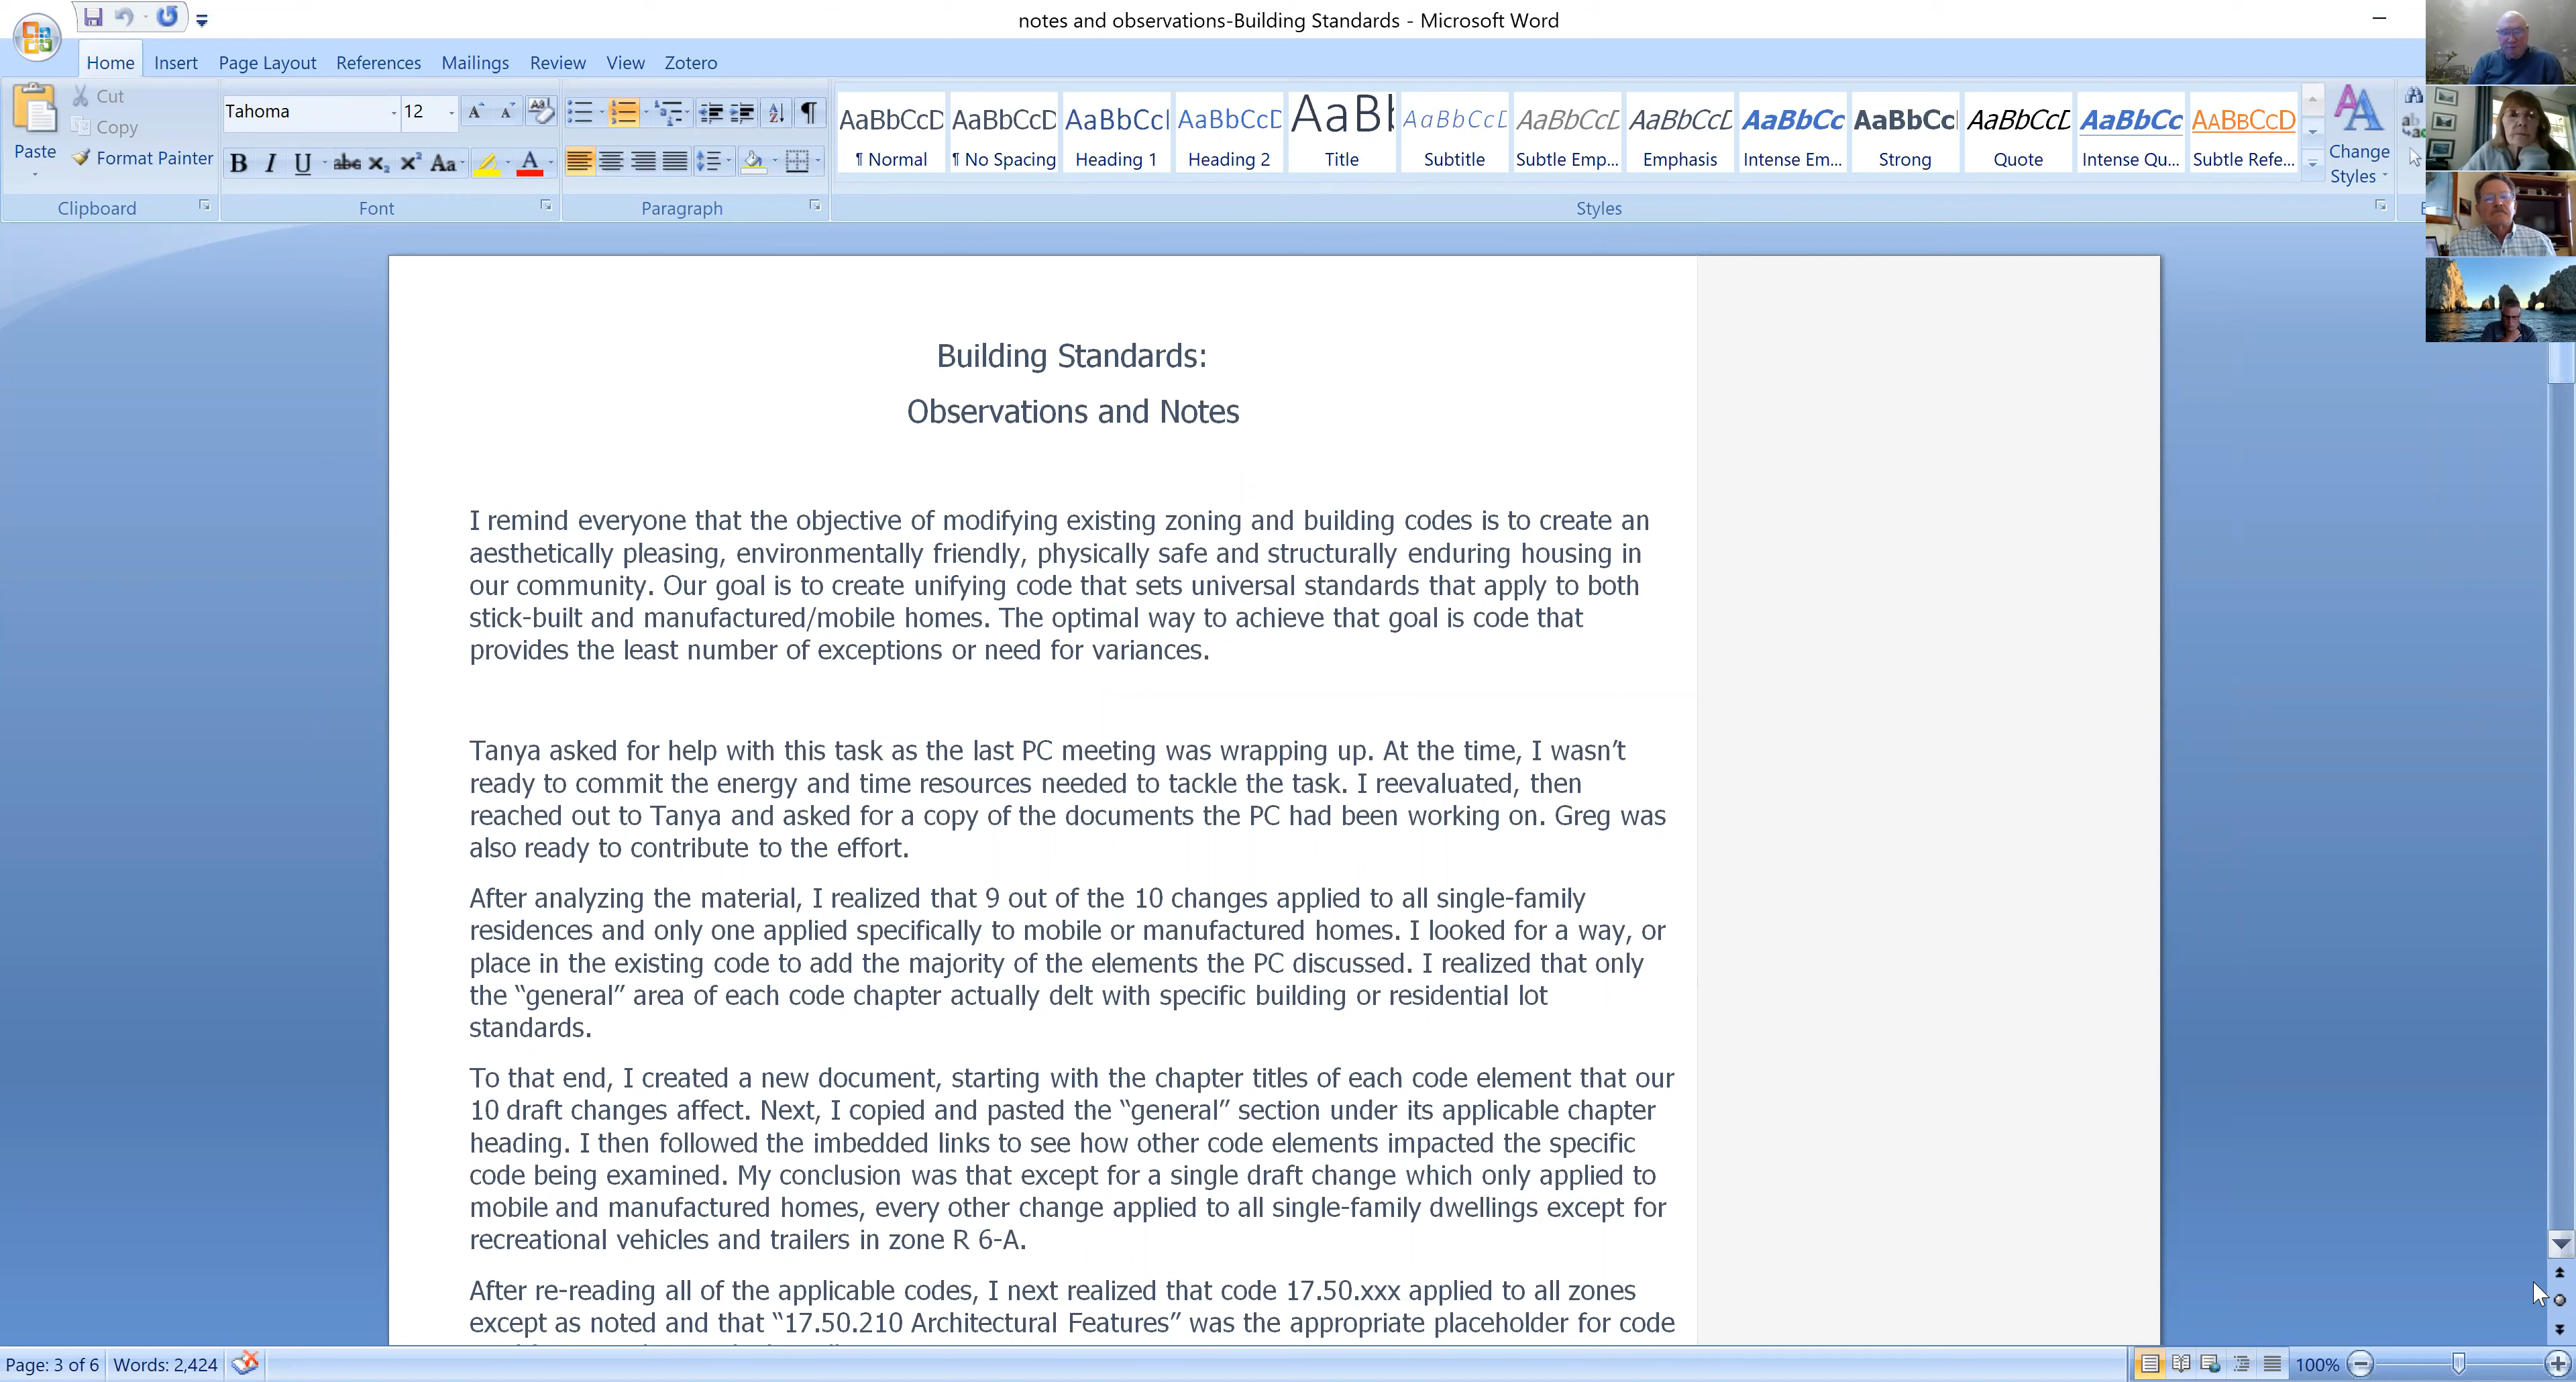 notes and observations-Building Standards - Microsoft Word
Home Insert Page Layout References Mailings Review View Zotero
Paste
Cut
Copy
Format Painter
Clipboard
Tahoma 12
Font
Paragraph
AaBbCcD AaBbCcD AaBbCcI AaBbCcD AaBb AaBbCcD AaBbCcD AaBbCcD AaBbCc AaBbCc AaBbCcD AaBbCc AaBbCcD
¶ Normal ¶ No Spacing Heading 1 Heading 2 Title Subtitle Subtle Emp... Emphasis Intense Em... Strong Quote Intense Qu... Subtle Refe...
Change
Styles
Styles
Building Standards:
Observations and Notes
I remind everyone that the objective of modifying existing zoning and building codes is to create an
aesthetically pleasing, environmentally friendly, physically safe and structurally enduring housing in
our community. Our goal is to create unifying code that sets universal standards that apply to both
stick-built and manufactured/mobile homes. The optimal way to achieve that goal is code that
provides the least number of exceptions or need for variances.
Tanya asked for help with this task as the last PC meeting was wrapping up. At the time, I wasn’t
ready to commit the energy and time resources needed to tackle the task. I reevaluated, then
reached out to Tanya and asked for a copy of the documents the PC had been working on. Greg was
also ready to contribute to the effort.
After analyzing the material, I realized that 9 out of the 10 changes applied to all single-family
residences and only one applied specifically to mobile or manufactured homes. I looked for a way, or
place in the existing code to add the majority of the elements the PC discussed. I realized that only
the “general” area of each code chapter actually delt with specific building or residential lot
standards.
To that end, I created a new document, starting with the chapter titles of each code element that our
10 draft changes affect. Next, I copied and pasted the “general” section under its applicable chapter
heading. I then followed the imbedded links to see how other code elements impacted the specific
code being examined. My conclusion was that except for a single draft change which only applied to
mobile and manufactured homes, every other change applied to all single-family dwellings except for
recreational vehicles and trailers in zone R 6-A.
After re-reading all of the applicable codes, I next realized that code 17.50.xxx applied to all zones
except as noted and that “17.50.210 Architectural Features” was the appropriate placeholder for code
Page: 3 of 6 Words: 2,424 100%